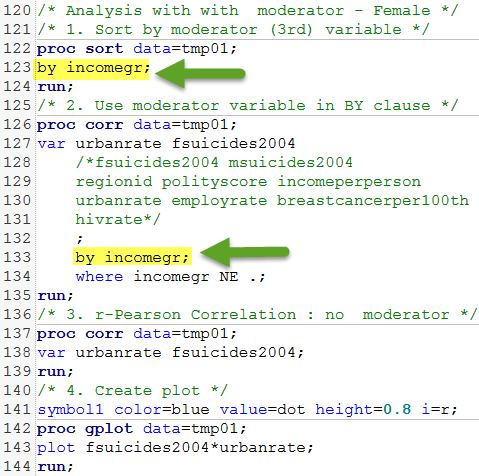 120 /* Analysis with with  moderator - Female */
121 /* 1. Sort by moderator (3rd) variable */
122 proc sort data=tmp01;
123 by incomegr;
124 run;
125 /* 2. Use moderator variable in BY clause */
126 proc corr data=tmp01;
127 var urbanrate fsuicides2004
128     /*fsuicides2004 msuicides2004
129     regionid polityscore incomeperperson
130     urbanrate employrate breastcancerper100th
131     hivrate*/
132     ;
133     by incomegr;
134     where incomegr NE .;
135 run;
136 /* 3. r-Pearson Correlation : no  moderator */
137 proc corr data=tmp01;
138 var urbanrate fsuicides2004;
139 run;
140 /* 4. Create plot */
141 symbol1 color=blue value=dot height=0.8 i=r;
142 proc gplot data=tmp01;
143 plot fsuicides2004*urbanrate;
144 run;